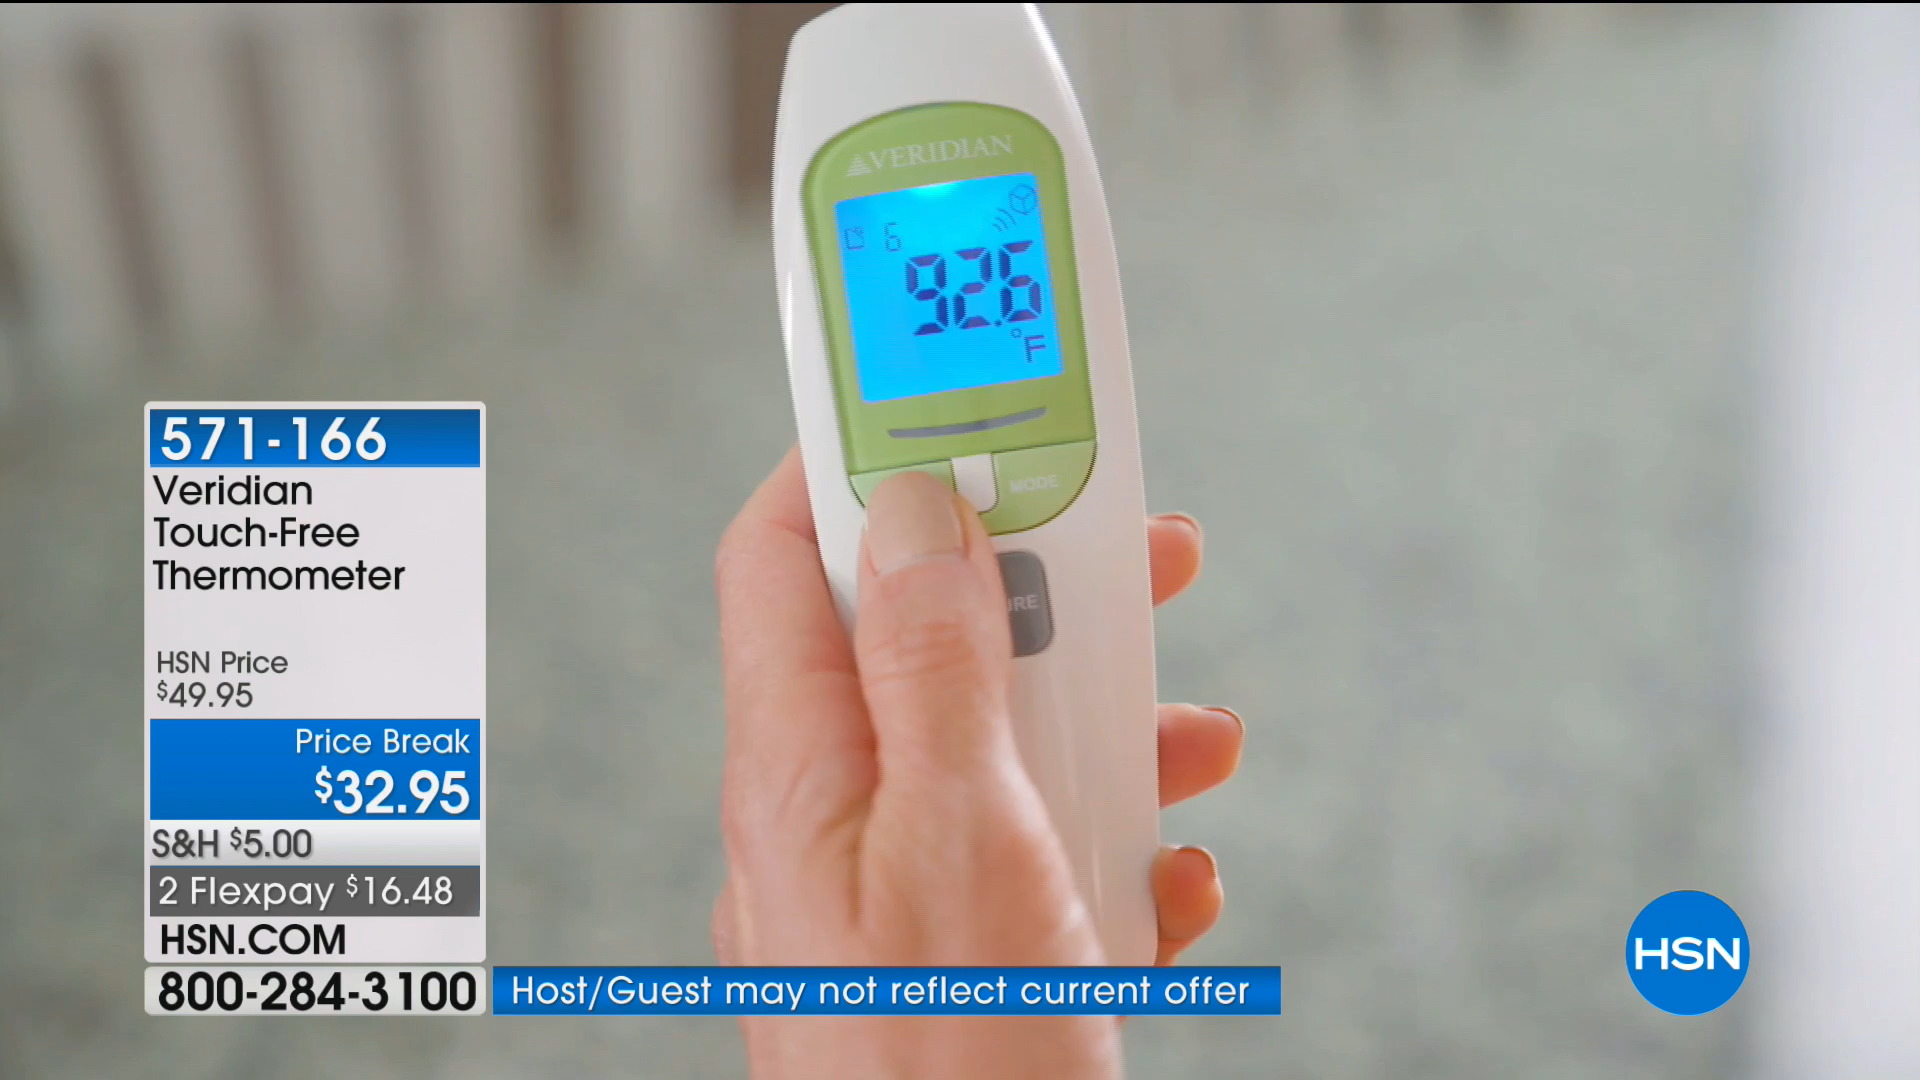 VERIDIAN
6
92.6
°F
MODE
571-166
Veridian
Touch-Free
Thermometer
HSN Price
$49.95
Price Break
$32.95
S&H $5.00
2 Flexpay $16.48
HSN.COM
800-284-3100
Host/Guest may not reflect current offer
HSN